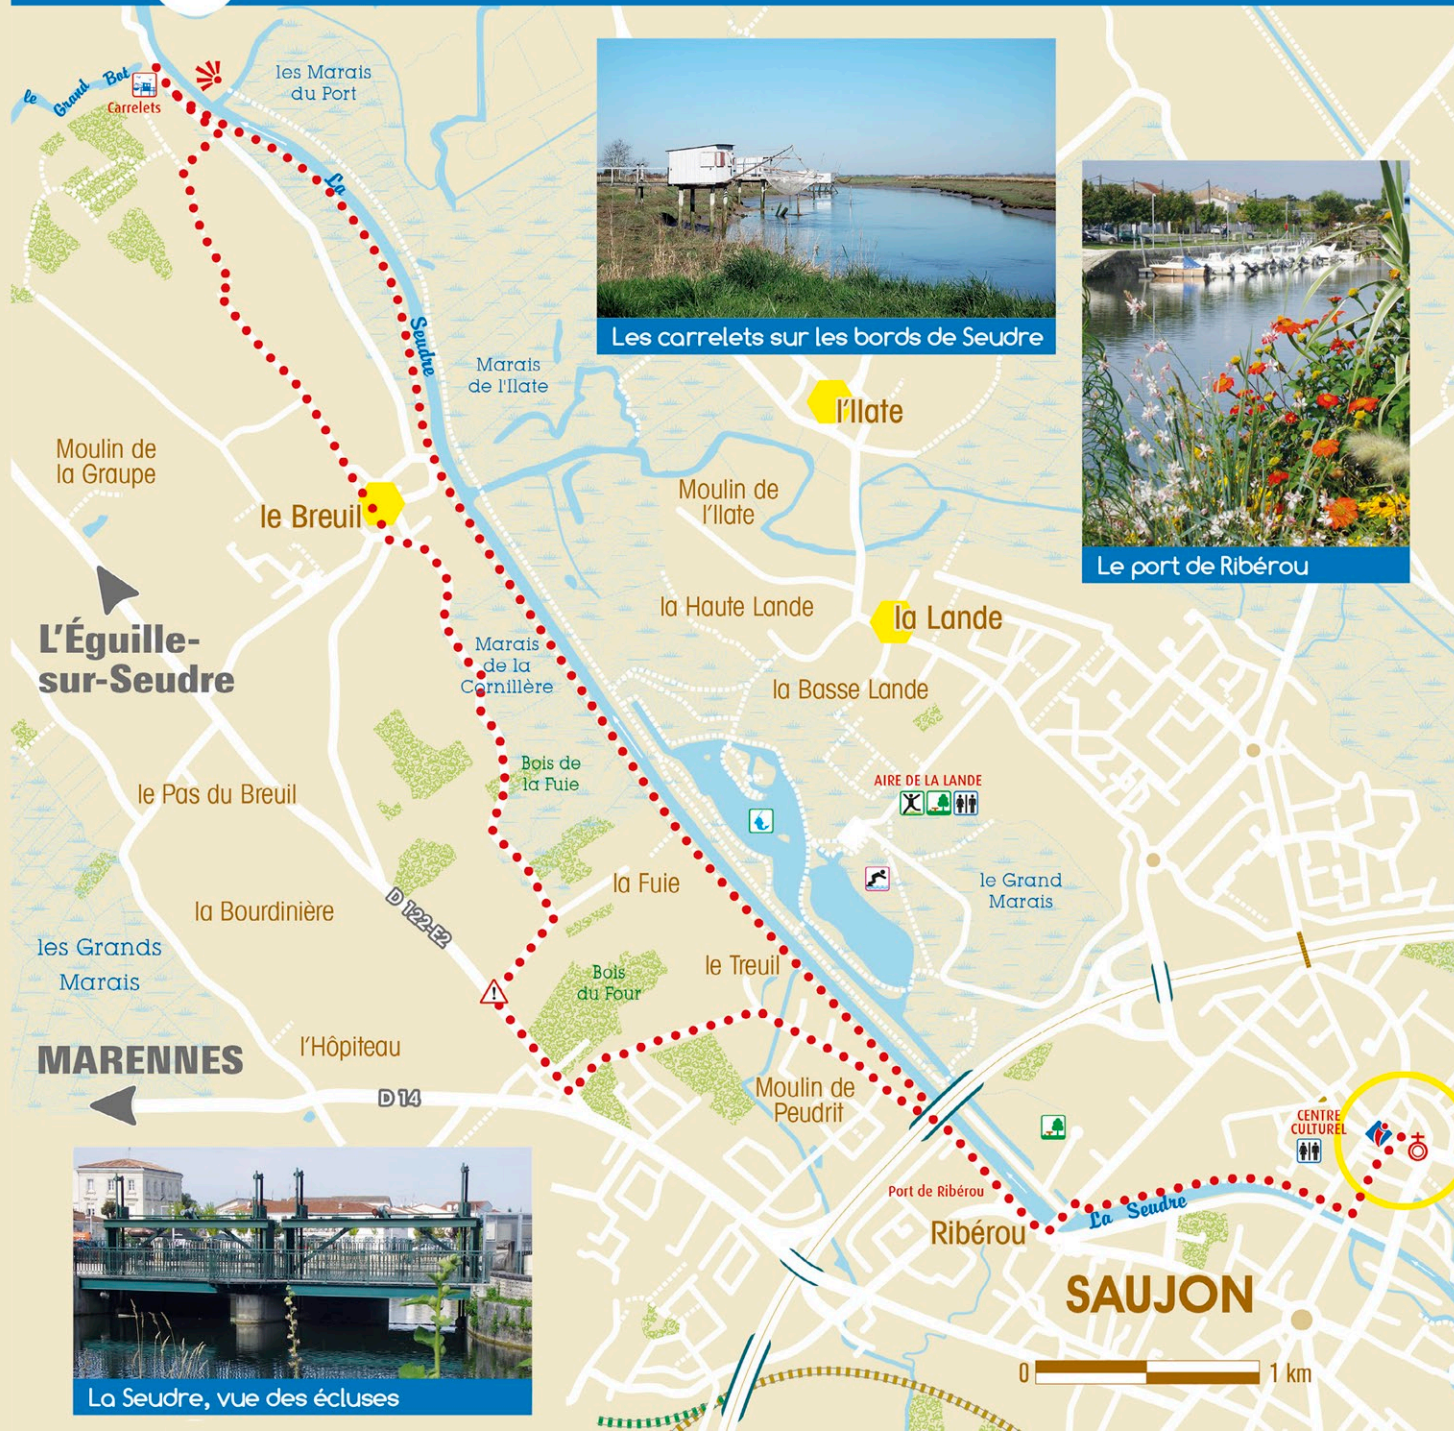 le Grand Bot
Carrelets
les Marais
du Port
La
Seudre
Les carrelets sur les bords de Seudre
Marais
de l'Ilate
l'Ilate
Le port de Ribérou
Moulin de
la Graupe
le Breuil
Moulin de
l'Ilate
la Haute Lande
la Lande
L'Éguille-
sur-Seudre
Marais
de la
Cornillère
la Basse Lande
Bois de
la Fuie
le Pas du Breuil
AIRE DE LA LANDE
la Fuie
le Grand
Marais
la Bourdinière
D 122-E2
les Grands
Marais
le Treuil
Bois
du Four
l'Hôpiteau
MARENNES
D 14
Moulin de
Peudrit
CENTRE
CULTUREL
Port de Ribérou
La Seudre
Ribérou
SAUJON
0 1 km
La Seudre, vue des écluses